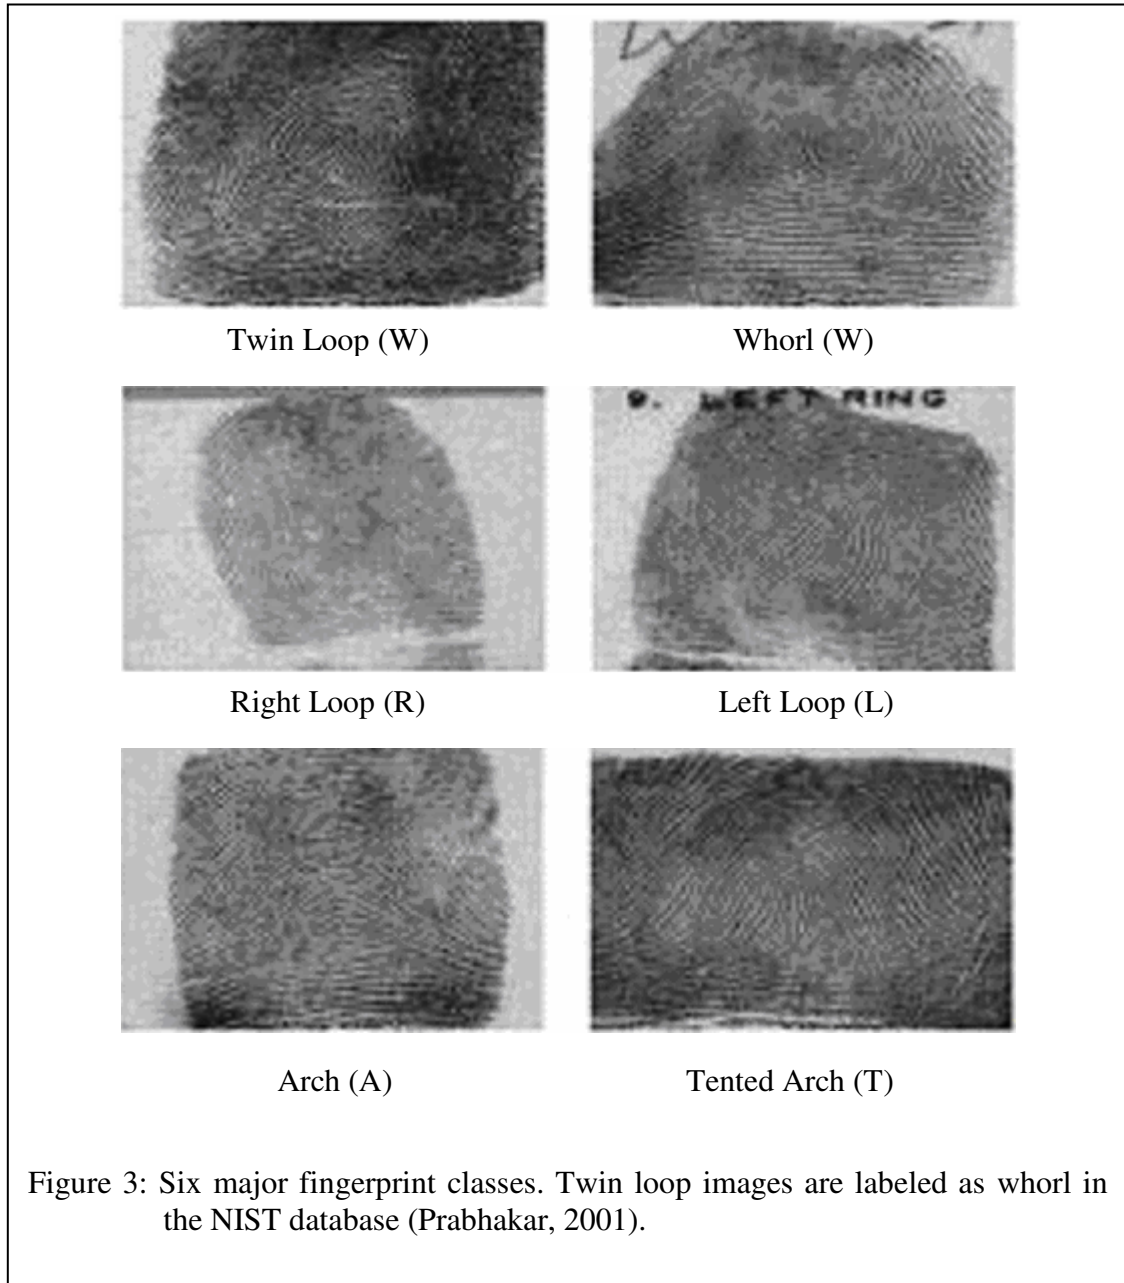 Twin Loop (W)
Whorl (W)
9. LEFT RING
Right Loop (R)
Left Loop (L)
Arch (A)
Tented Arch (T)
Figure 3: Six major fingerprint classes. Twin loop images are labeled as whorl in
the NIST database (Prabhakar, 2001).